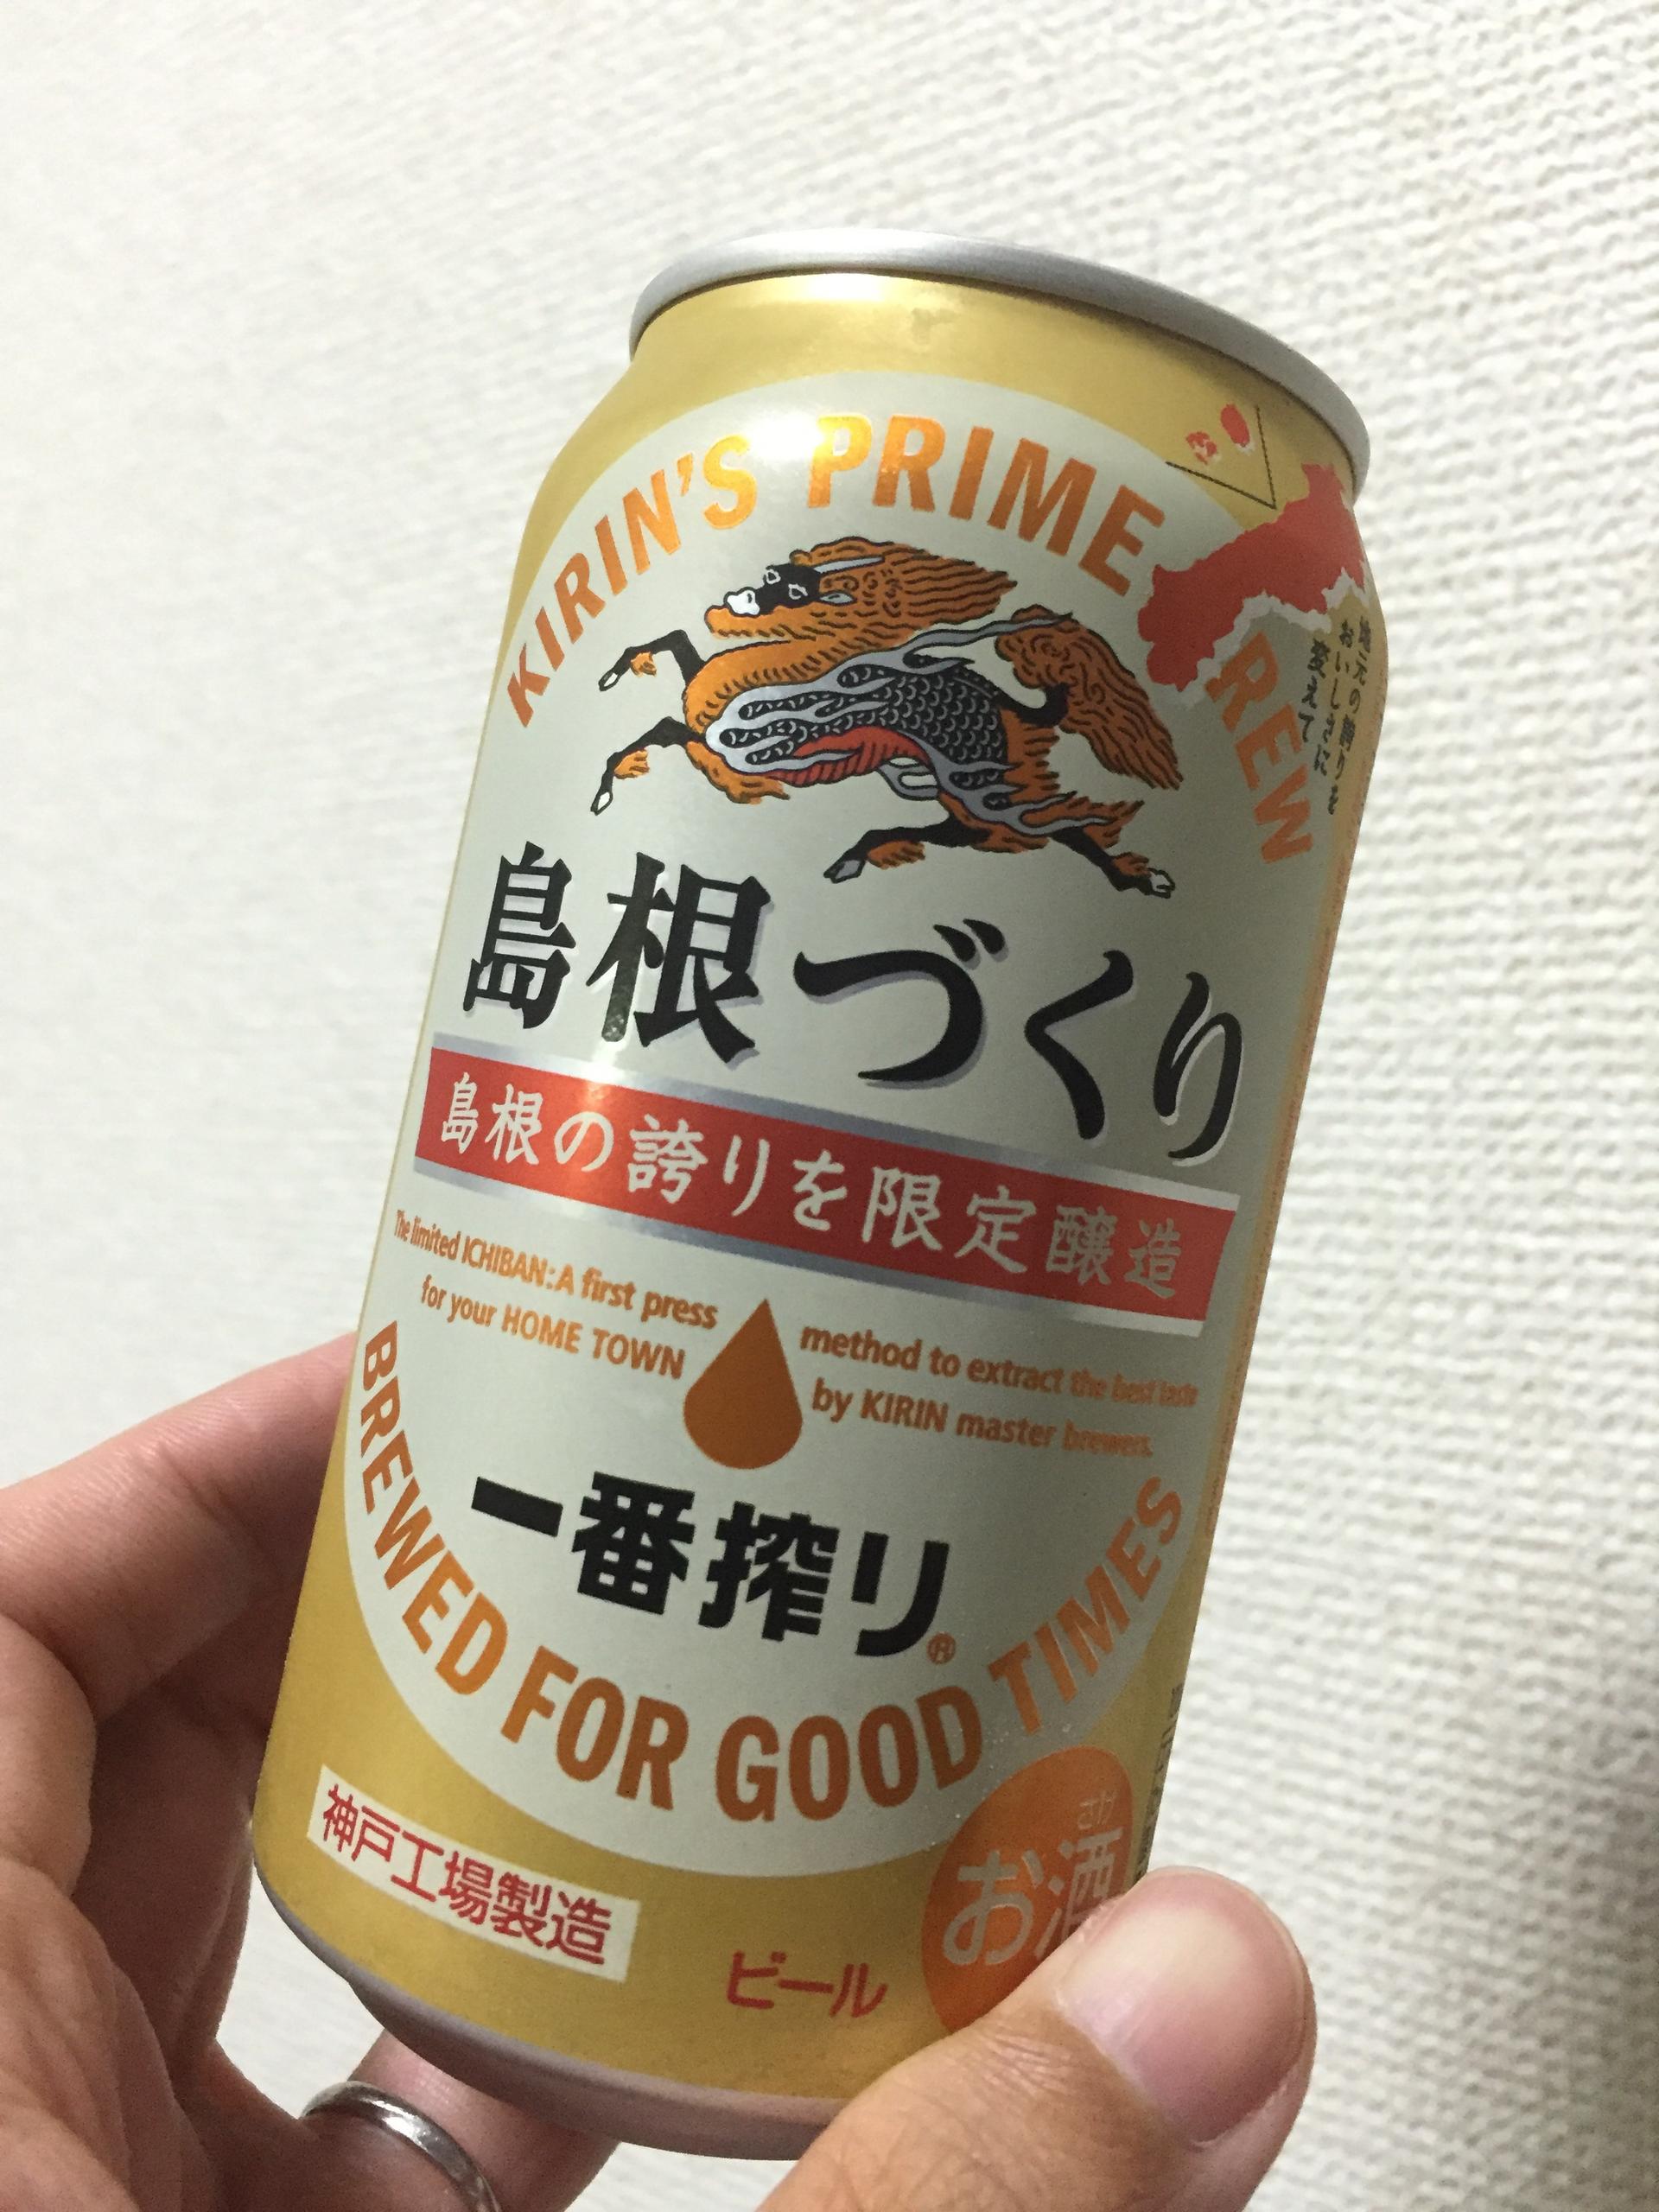 KIRIN'S PRIME REW
地元の誇りを
おいしさに
変えて
島根づくり
島根の誇りを限定醸造
The limited ICHIBAN: A first press method to extract the best taste
for your HOME TOWN by KIRIN master brewers.
一番搾り®
BREWED FOR GOOD TIMES
神戸工場製造
ビール
お酒